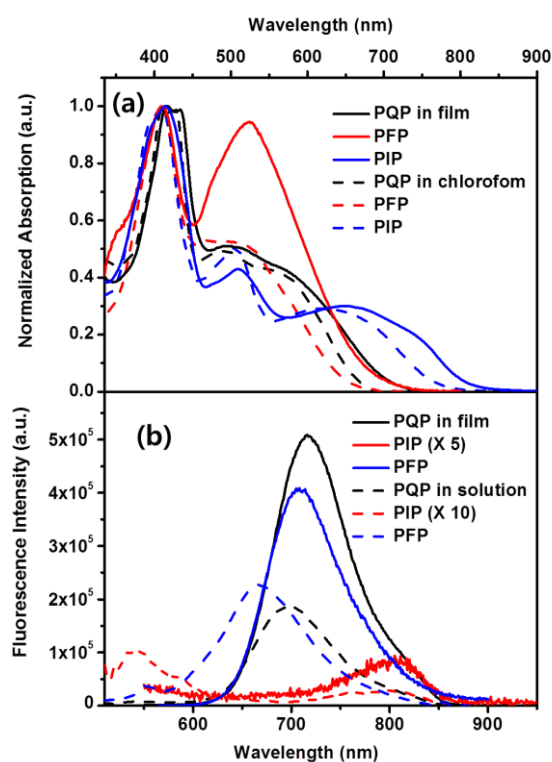 Wavelength (nm)
400 500 600 700 800 900
(a)
PQP in film
PFP
PIP
PQP in chlorofom
PFP
PIP
Normalized Absorption (a.u.)
1.0
0.8
0.6
0.4
0.2
0.0
(b)
PQP in film
PIP (X 5)
PFP
PQP in solution
PIP (X 10)
PFP
Fluorescence Intensity (a.u.)
5x10⁵
4x10⁵
3x10⁵
2x10⁵
1x10⁵
0
600 700 800 900
Wavelength (nm)